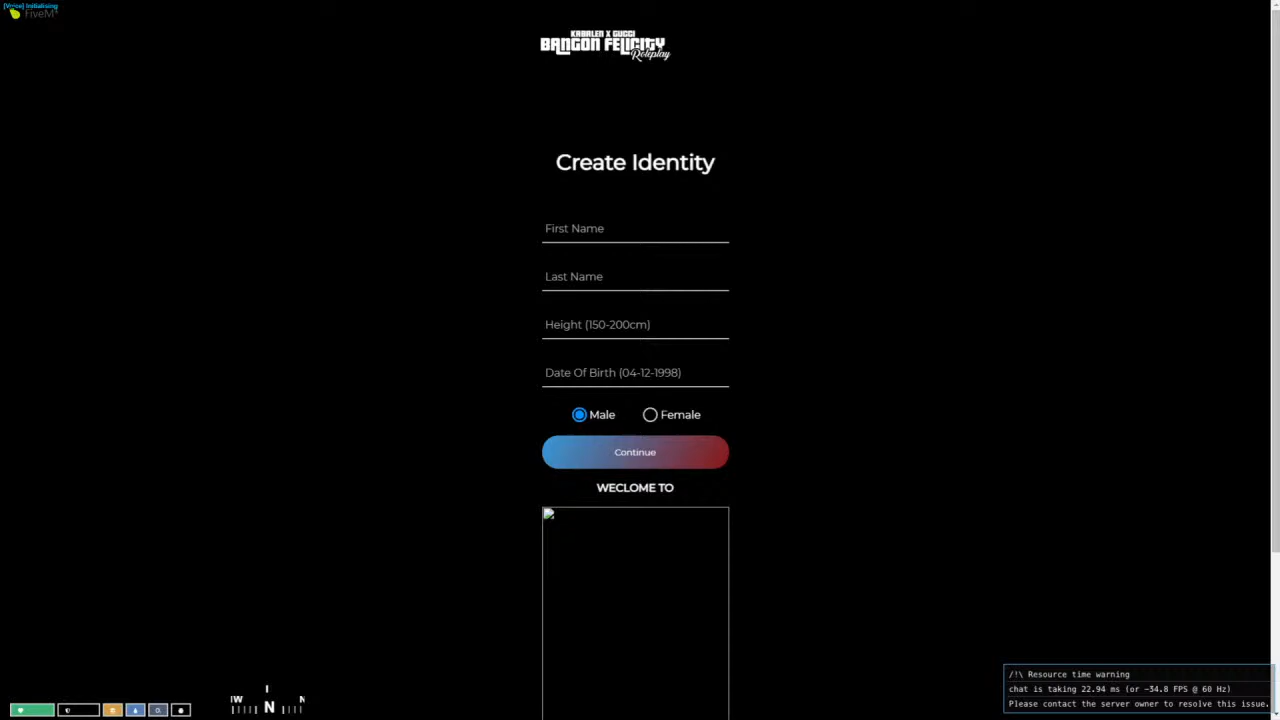 [Voice] Initialising
FiveM
KABALEN X GUCCI
BANGON FELICITY
Roleplay
Create Identity
First Name
Last Name
Height (150-200cm)
Date Of Birth (04-12-1998)
Male
Female
Continue
WECLOME TO
W
N
N
/!\ Resource time warning
chat is taking 22.94 ms (or -34.8 FPS @ 60 Hz)
Please contact the server owner to resolve this issue.